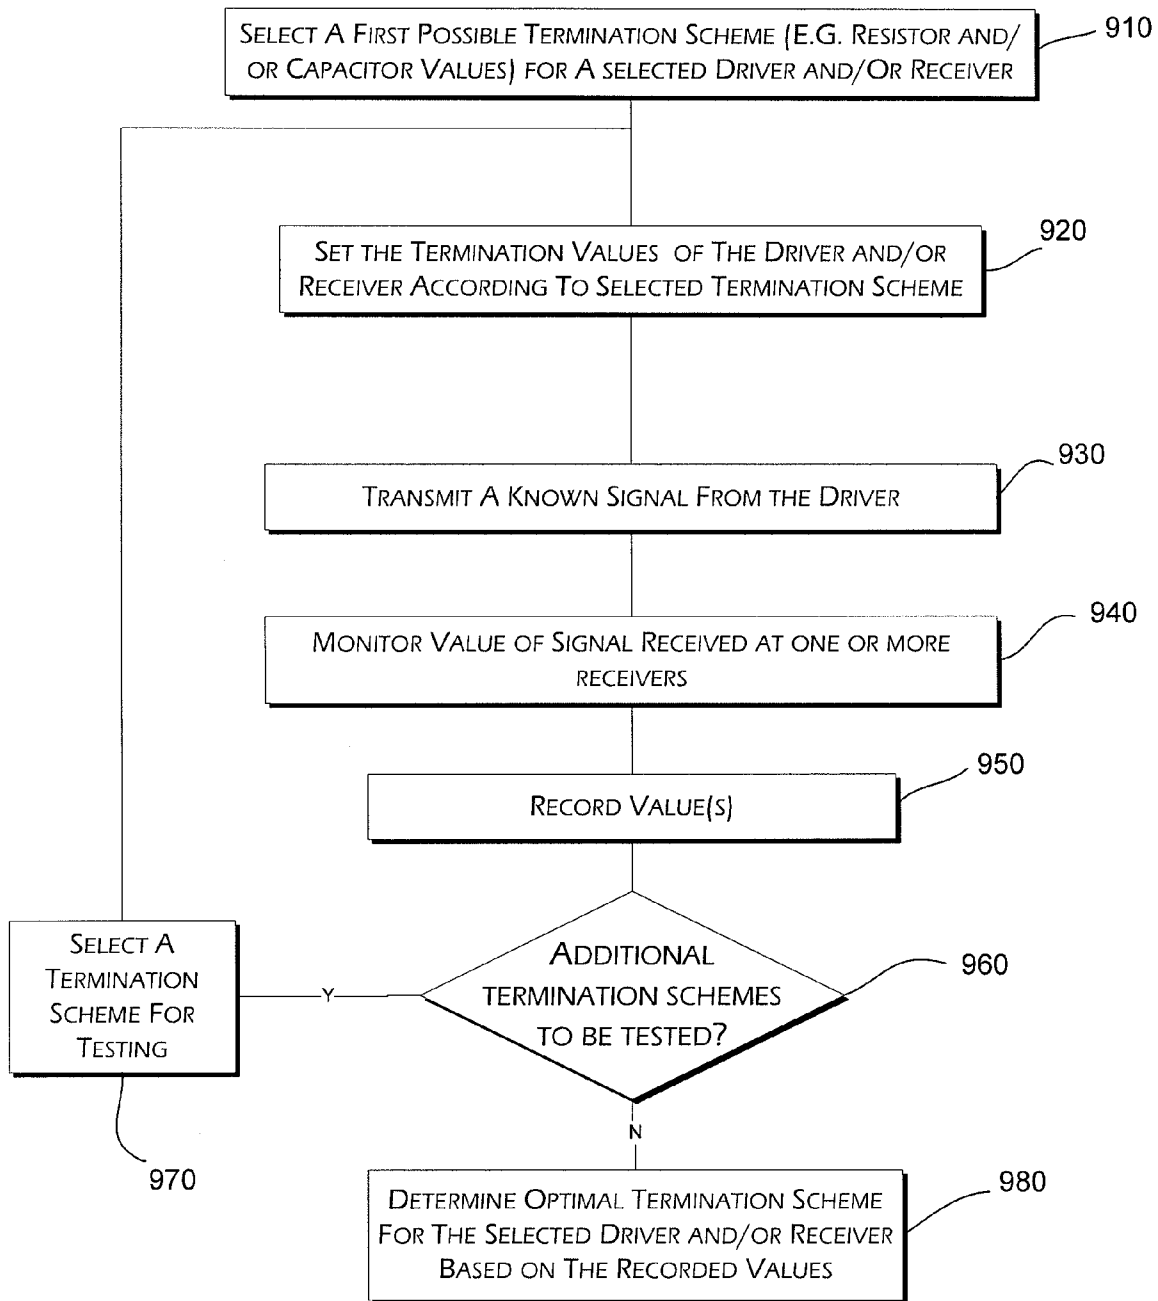 SELECT A FIRST POSSIBLE TERMINATION SCHEME (E.G. RESISTOR AND/
OR CAPACITOR VALUES) FOR A SELECTED DRIVER AND/OR RECEIVER
910
SET THE TERMINATION VALUES OF THE DRIVER AND/OR
RECEIVER ACCORDING TO SELECTED TERMINATION SCHEME
920
TRANSMIT A KNOWN SIGNAL FROM THE DRIVER
930
MONITOR VALUE OF SIGNAL RECEIVED AT ONE OR MORE
RECEIVERS
940
RECORD VALUE(S)
950
ADDITIONAL
TERMINATION SCHEMES
TO BE TESTED?
960
Y
SELECT A
TERMINATION
SCHEME FOR
TESTING
970
N
DETERMINE OPTIMAL TERMINATION SCHEME
FOR THE SELECTED DRIVER AND/OR RECEIVER
BASED ON THE RECORDED VALUES
980